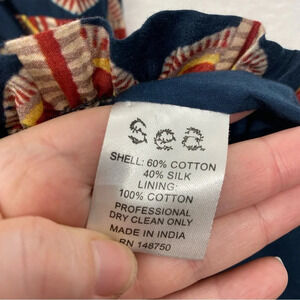 sea
SHELL: 60% COTTON
40% SILK
LINING:
100% COTTON
PROFESSIONAL
DRY CLEAN ONLY
MADE IN INDIA
RN 148750